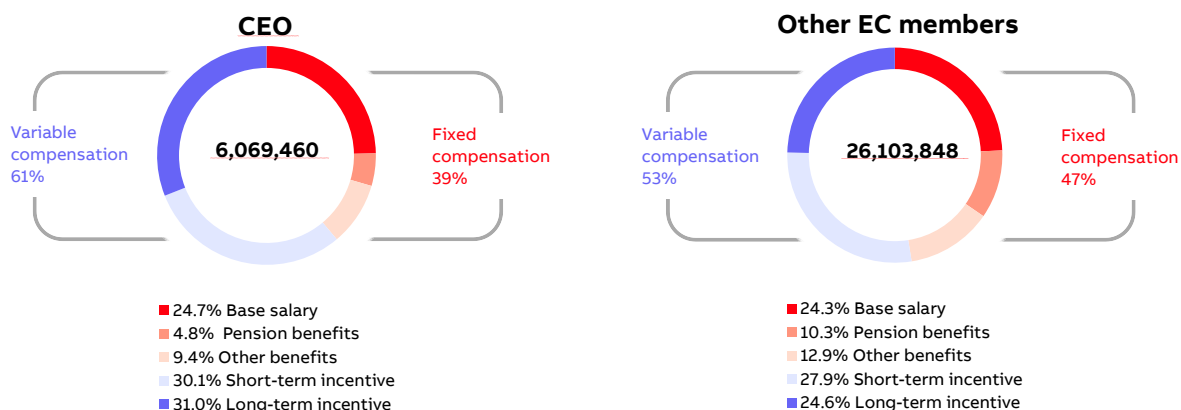 CEO
Variable
compensation
61%
6,069,460
Fixed
compensation
39%
24.7% Base salary
4.8% Pension benefits
9.4% Other benefits
30.1% Short-term incentive
31.0% Long-term incentive
Other EC members
Variable
compensation
53%
26,103,848
Fixed
compensation
47%
24.3% Base salary
10.3% Pension benefits
12.9% Other benefits
27.9% Short-term incentive
24.6% Long-term incentive